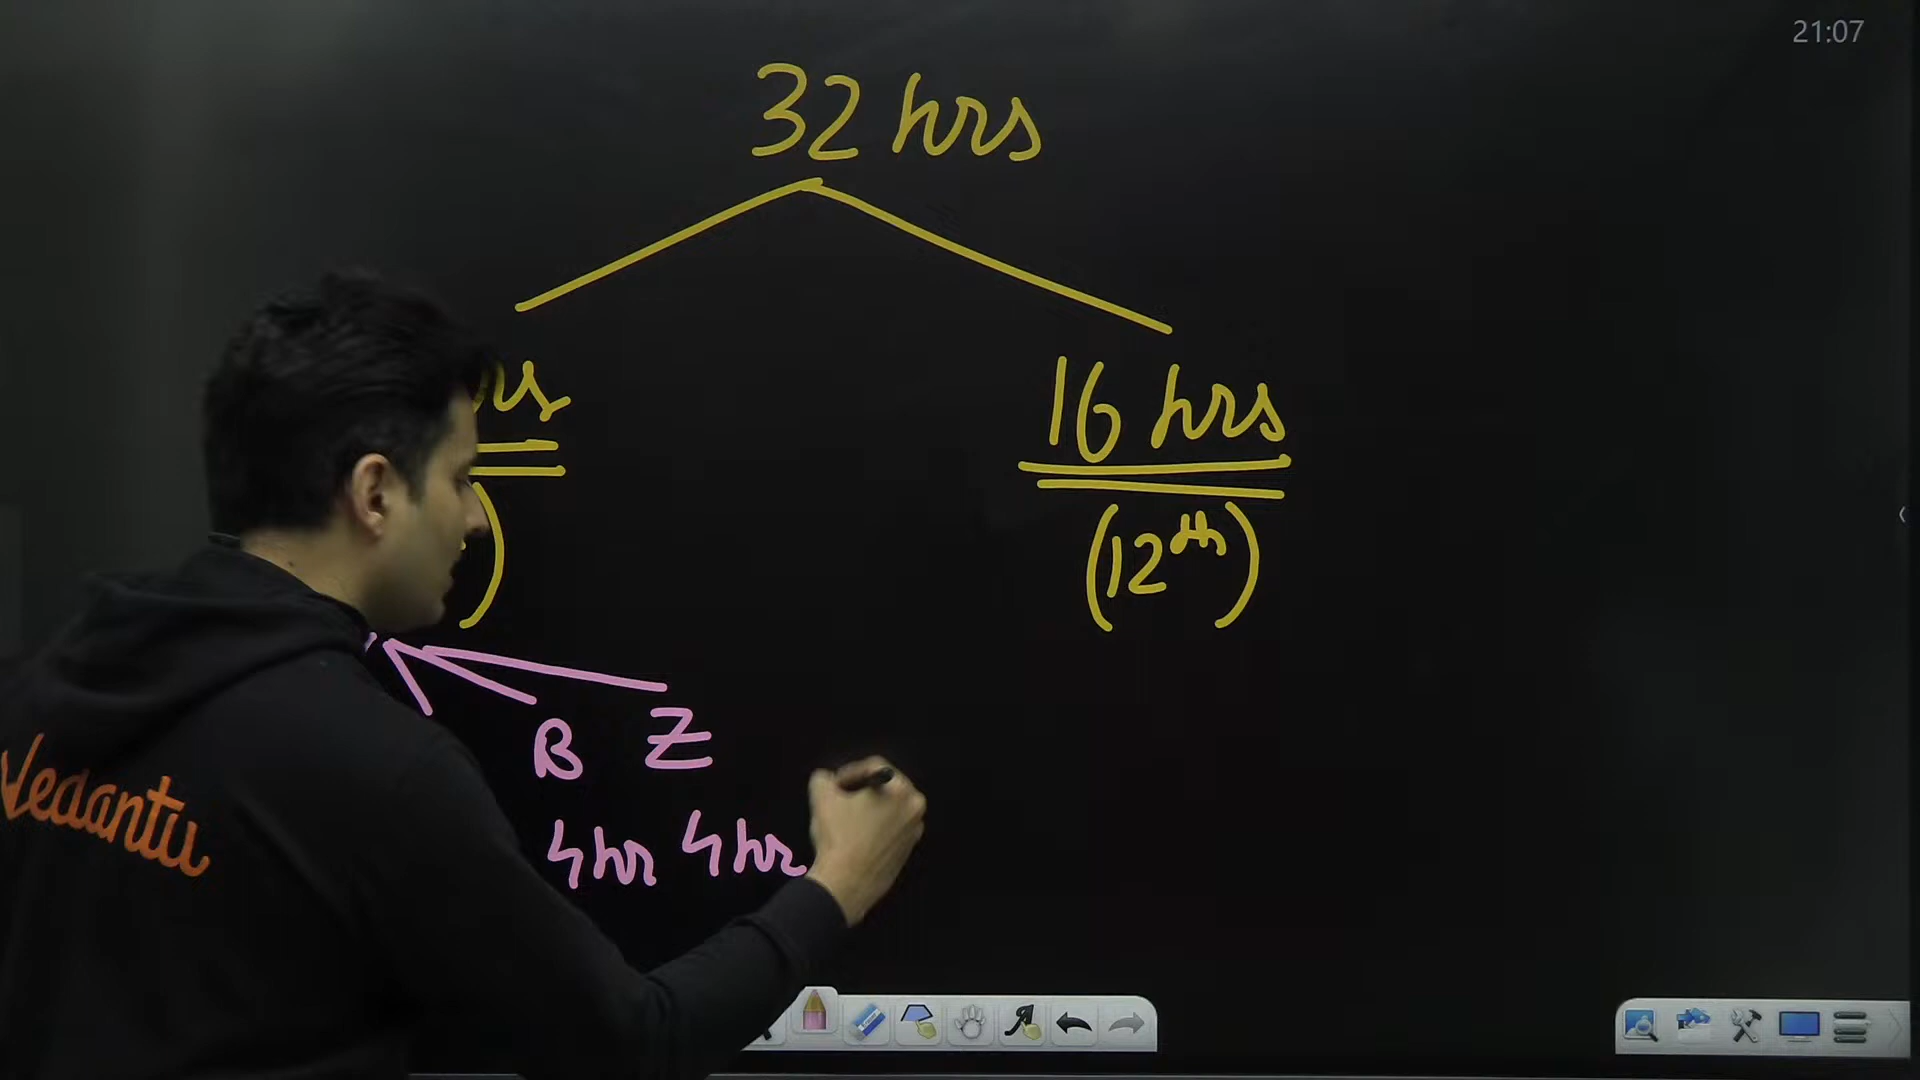 21:07
32 hrs
16 hrs
(12th)
B Z
4hr 4hr
Vedantu